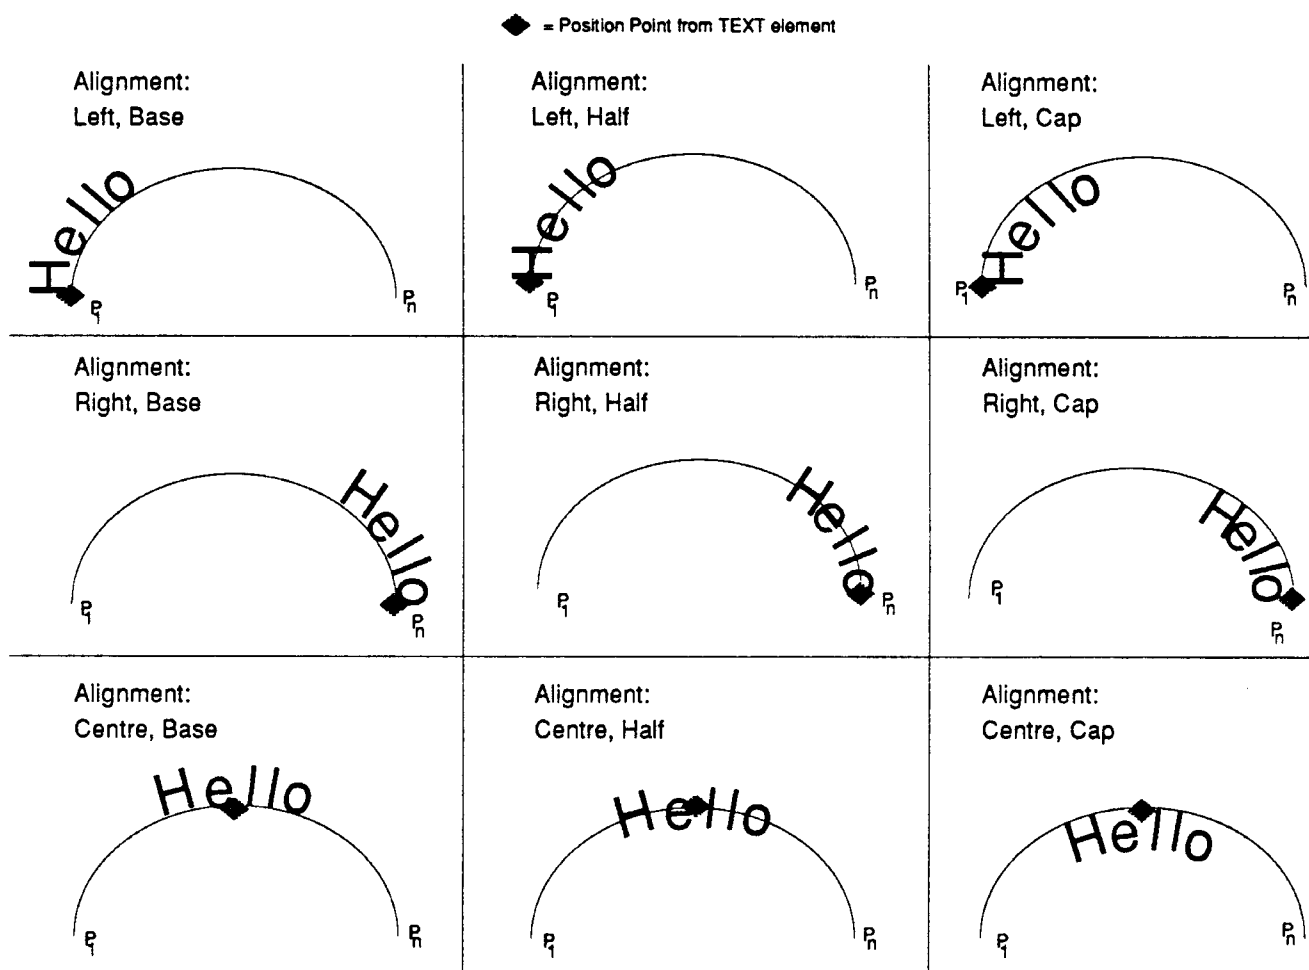 = Position Point from TEXT element
Alignment:
Left, Base
Hello
P1
Pn
Alignment:
Left, Half
Hello
P1
Pn
Alignment:
Left, Cap
Hello
P1
Pn
Alignment:
Right, Base
Hello
P1
Pn
Alignment:
Right, Half
Hello
P1
Pn
Alignment:
Right, Cap
Hello
P1
Pn
Alignment:
Centre, Base
Hello
P1
Pn
Alignment:
Centre, Half
Hello
P1
Pn
Alignment:
Centre, Cap
Hello
P1
Pn